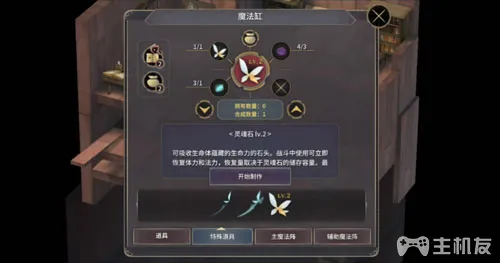 魔法缸
1/1
4/3
LV.2
3/1
拥有数量：0
合成数量：1
<灵魂石 lv.2>
可吸收生命体蕴藏的生命力的石头。战斗中使用可立即
恢复体力和法力，恢复量取决于灵魂石的储存容量。最
开始制作
LV.2
道具
特殊道具
主魔法阵
辅助魔法阵
主机友